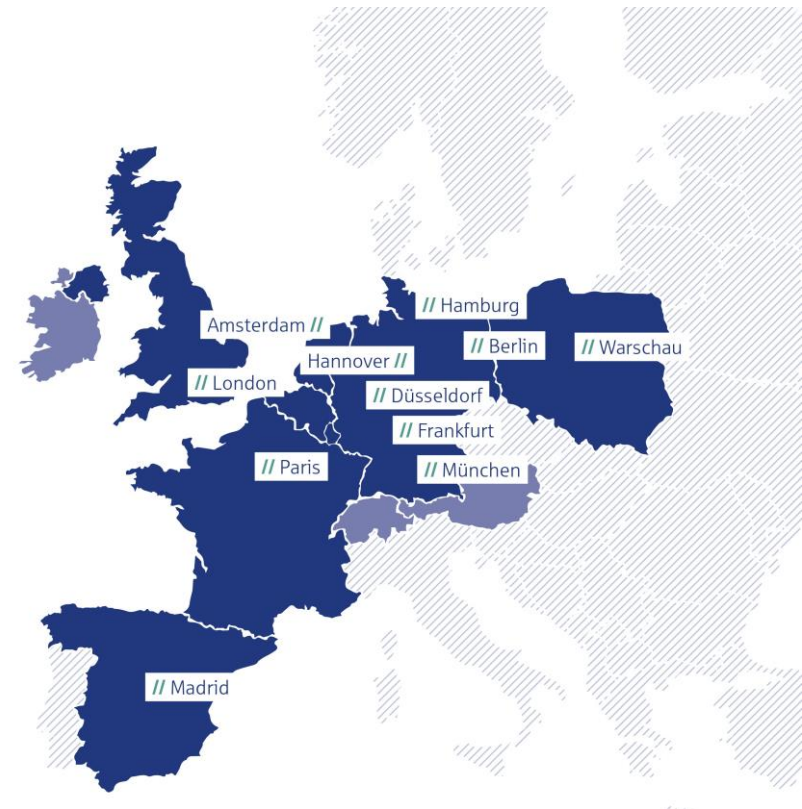 // Hamburg
Amsterdam //
// Berlin
// Warschau
Hannover //
// London
// Düsseldorf
// Frankfurt
// Paris
// München
// Madrid